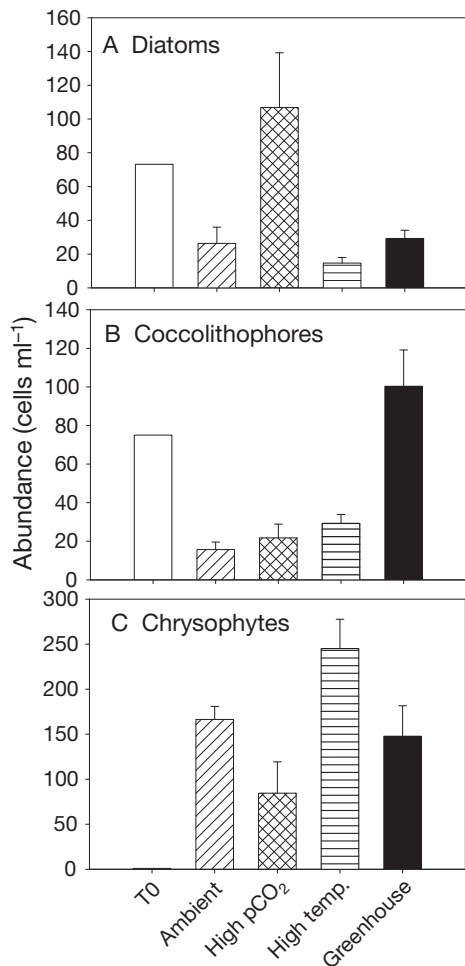 160
A Diatoms
140
120
100
80
60
40
20
0
140
B Coccolithophores
120
100
80
60
40
20
0
300
C Chrysophytes
250
200
150
100
50
0
Abundance (cells ml⁻¹)
T0
Ambient
High pCO₂
High temp.
Greenhouse